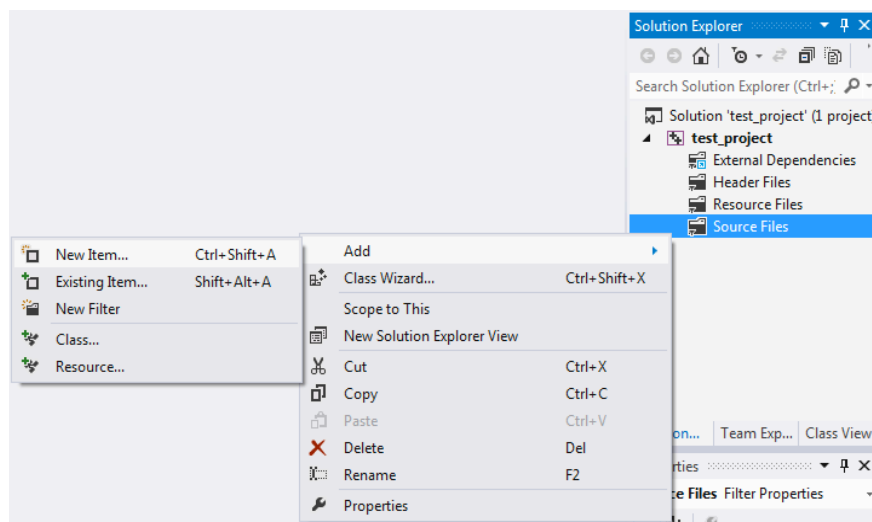 Solution Explorer
Search Solution Explorer (Ctrl+;
Solution 'test_project' (1 project
test_project
External Dependencies
Header Files
Resource Files
Source Files
New Item... Ctrl+Shift+A
Existing Item... Shift+Alt+A
New Filter
Class...
Resource...
Add
Class Wizard... Ctrl+Shift+X
Scope to This
New Solution Explorer View
Cut Ctrl+X
Copy Ctrl+C
Paste Ctrl+V
Delete Del
Rename F2
Properties
on... Team Exp... Class View
rties
ce Files Filter Properties